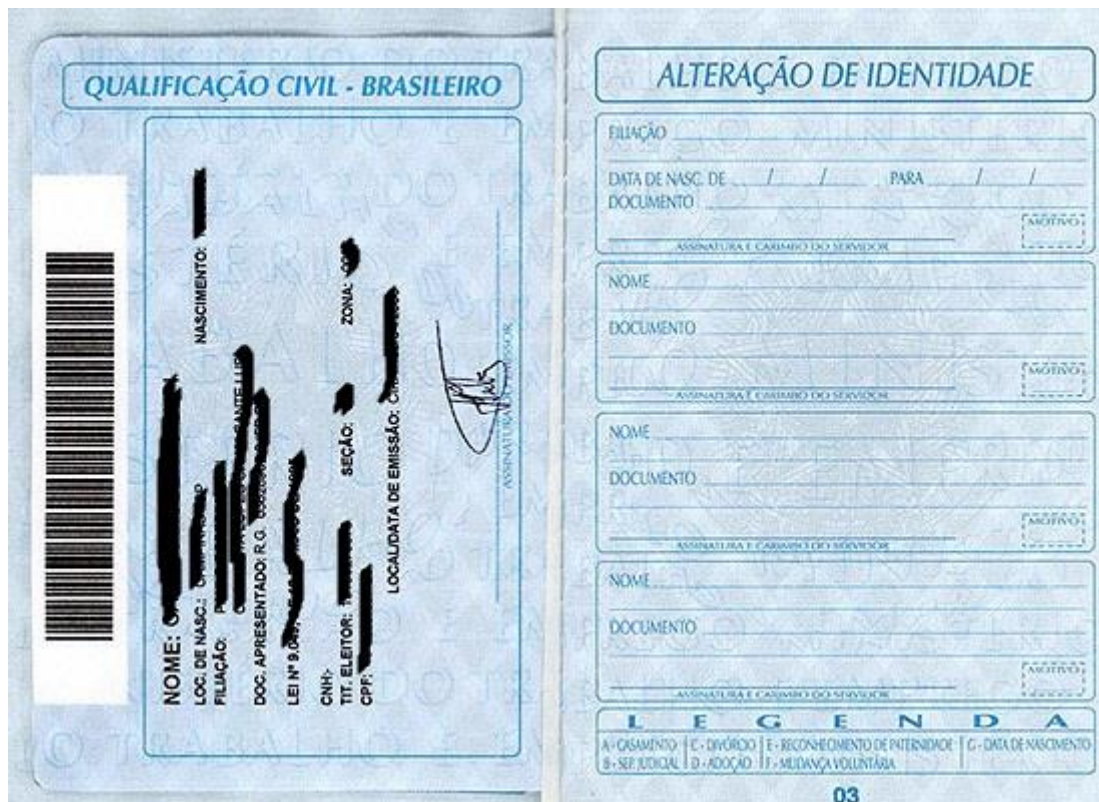 QUALIFICAÇÃO CIVIL - BRASILEIRO
NOME:
LOC. DE NASC.: NASCIMENTO:
FILIAÇÃO:
DOC. APRESENTADO: R.G.
LEI Nº 9.049,
CNH:-
TIT. ELEITOR: SEÇÃO: ZONA:
CPF:
LOCAL/DATA DE EMISSÃO:
ASSINATURA DO EMISSOR
ALTERAÇÃO DE IDENTIDADE
FILIAÇÃO
DATA DE NASC. DE / / PARA / /
DOCUMENTO
MOTIVO
ASSINATURA E CARIMBO DO SERVIDOR
NOME
DOCUMENTO
MOTIVO
ASSINATURA E CARIMBO DO SERVIDOR
NOME
DOCUMENTO
MOTIVO
ASSINATURA E CARIMBO DO SERVIDOR
NOME
DOCUMENTO
MOTIVO
ASSINATURA E CARIMBO DO SERVIDOR
LEGENDA
A - CASAMENTO C - DIVÓRCIO E - RECONHECIMENTO DE PATERNIDADE G - DATA DE NASCIMENTO
B - SEP. JUDICIAL D - ADOÇÃO F - MUDANÇA VOLUNTÁRIA
03